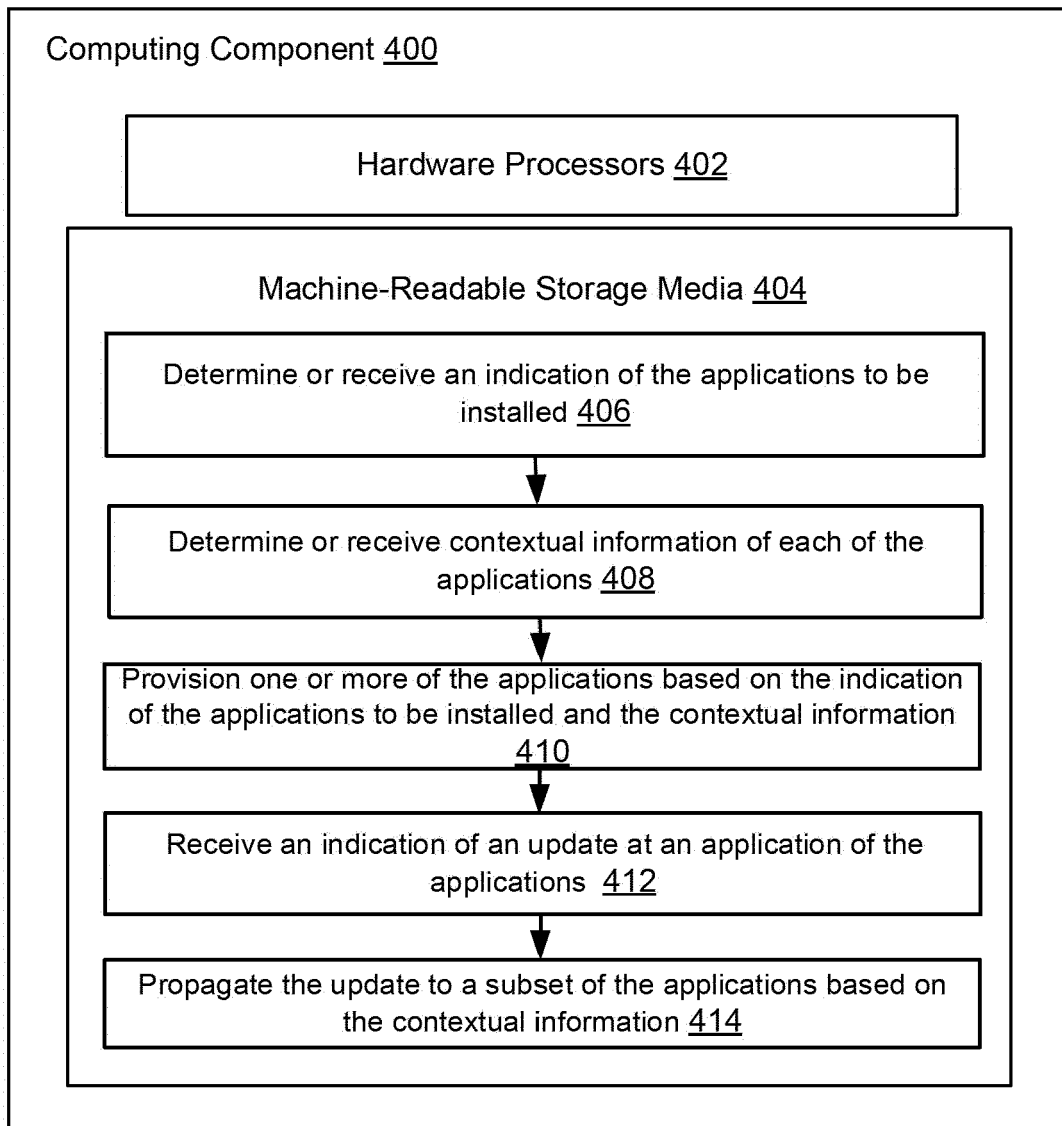 Computing Component 400
Hardware Processors 402
Machine-Readable Storage Media 404
Determine or receive an indication of the applications to be
installed 406
Determine or receive contextual information of each of the
applications 408
Provision one or more of the applications based on the indication
of the applications to be installed and the contextual information
410
Receive an indication of an update at an application of the
applications 412
Propagate the update to a subset of the applications based on
the contextual information 414